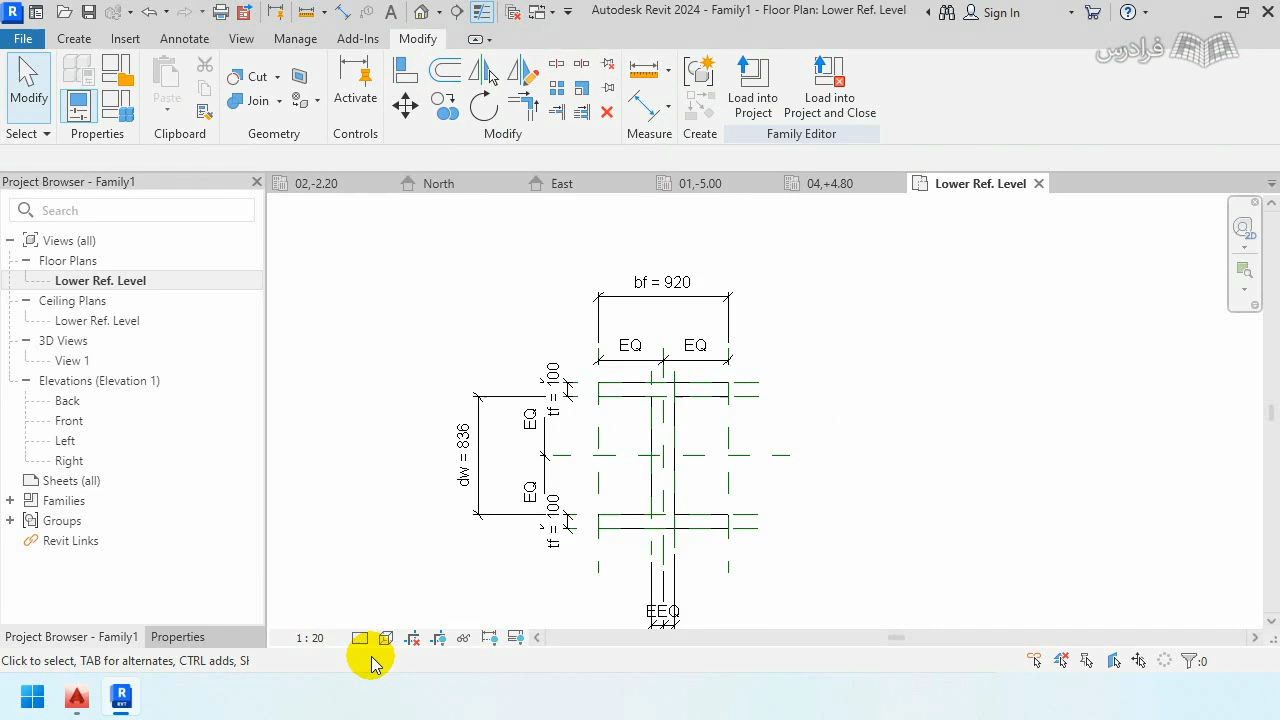 Autodesk Revit 2024 - Family1 - Floor Plan: Lower Ref. Level
Sign In
File Create Insert Annotate View Manage Add-Ins Modify
فرادرس
Modify
Paste
Cut
Join
Activate
Load into Project
Load into Project and Close
Select Properties Clipboard Geometry Controls Modify Measure Create Family Editor
Project Browser - Family1
02,-2.20 North East 01,-5.00 04,+4.80 Lower Ref. Level
Search
Views (all)
Floor Plans
Lower Ref. Level
Ceiling Plans
Lower Ref. Level
3D Views
View 1
Elevations (Elevation 1)
Back
Front
Left
Right
Sheets (all)
Families
Groups
Revit Links
bf = 920
EQ EQ
tf = 100
EQ
dw = 836
EQ
tf = 100
EEQ
2D
Project Browser - Family1 Properties
1 : 20
Click to select, TAB for alternates, CTRL adds, SH
:0